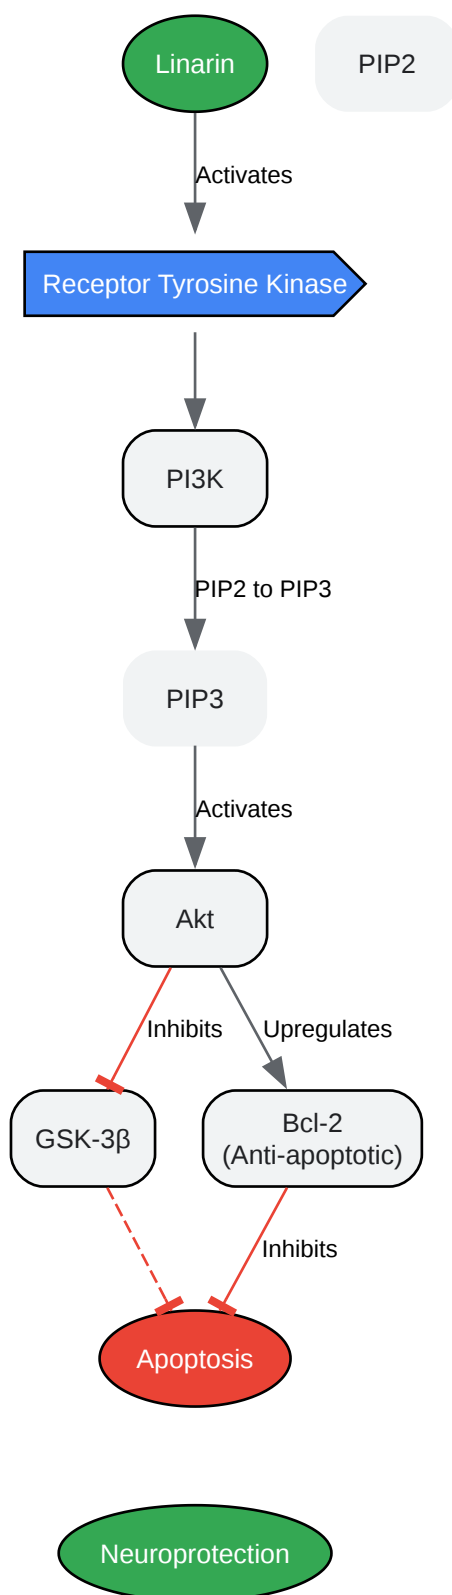 Linarin
PIP2
Activates
Receptor Tyrosine Kinase
PI3K
PIP2 to PIP3
PIP3
Activates
Akt
Inhibits
Upregulates
GSK-3β
Bcl-2
(Anti-apoptotic)
Inhibits
Apoptosis
Neuroprotection